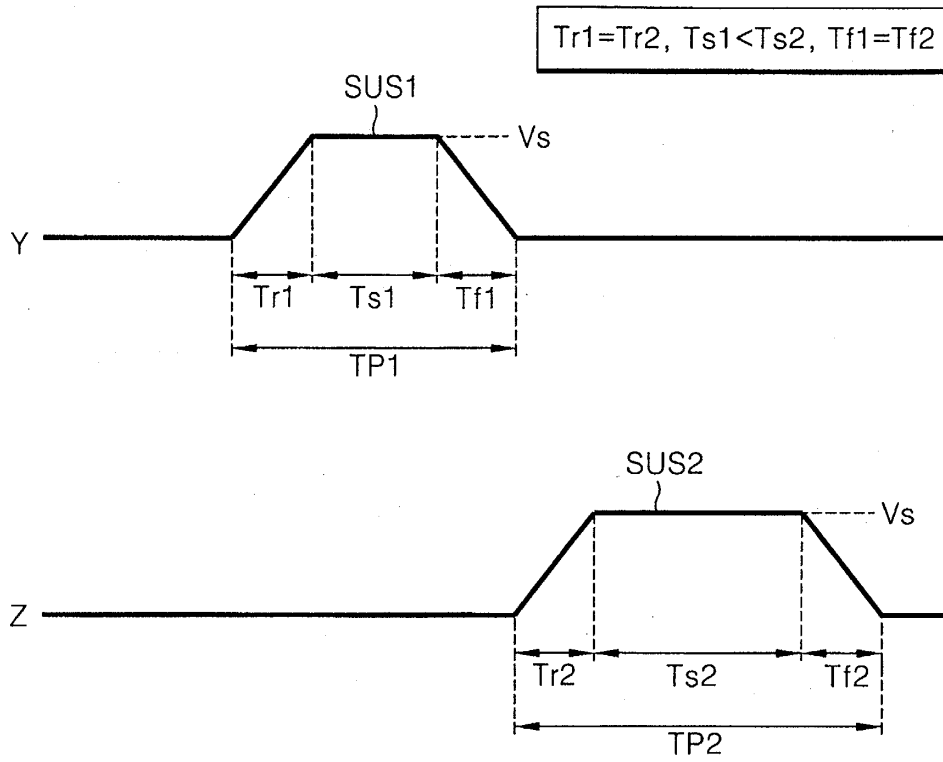 Tr1=Tr2, Ts1<Ts2, Tf1=Tf2
SUS1
Vs
Y
Tr1 Ts1 Tf1
TP1
SUS2
Vs
Z
Tr2 Ts2 Tf2
TP2